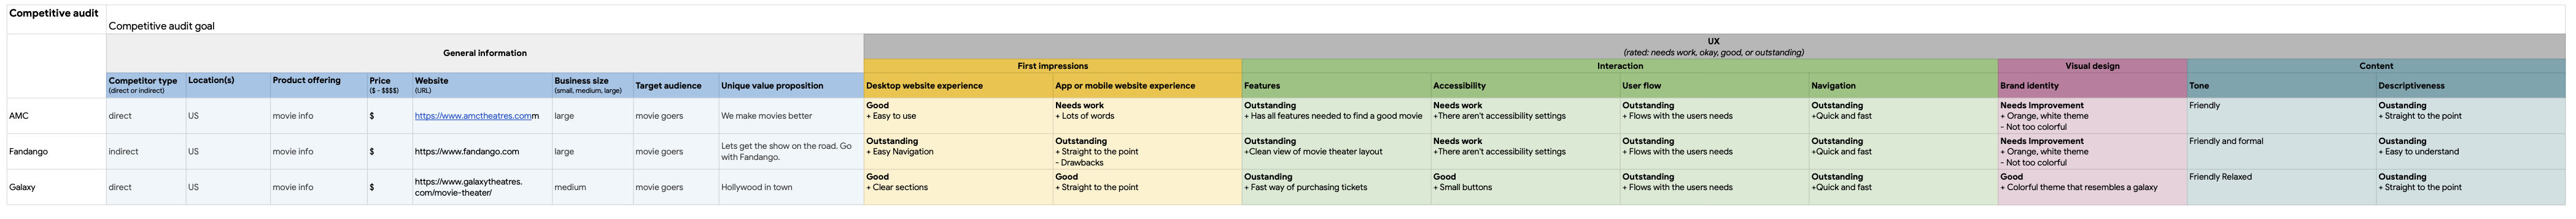 Competitive audit
Competitive audit goal
General information
UX
(rated: needs work, okay, good, or outstanding)
First impressions
Interaction
Visual design
Content
Competitor type
(direct or indirect)
Location(s)
Product offering
Price
($ - $$$$)
Website
(URL)
Business size
(small, medium, large)
Target audience
Unique value proposition
Desktop website experience
App or mobile website experience
Features
Accessibility
User flow
Navigation
Brand identity
Tone
Descriptiveness
AMC
direct
US
movie info
$
https://www.amctheatres.comm
large
movie goers
We make movies better
Good
+ Easy to use
Needs work
+ Lots of words
Outstanding
+ Has all features needed to find a good movie
Needs work
+There aren't accessibility settings
Outstanding
+ Flows with the users needs
Outstanding
+Quick and fast
Needs Improvement
+ Orange, white theme
- Not too colorful
Friendly
Oustanding
+ Straight to the point
Fandango
indirect
US
movie info
$
https://www.fandango.com
large
movie goers
Lets get the show on the road. Go
with Fandango.
Outstanding
+ Easy Navigation
Outstanding
+ Straight to the point
- Drawbacks
Outstanding
+Clean view of movie theater layout
Needs work
+There aren't accessibility settings
Outstanding
+ Flows with the users needs
Outstanding
+Quick and fast
Needs Improvement
+ Orange, white theme
- Not too colorful
Friendly and formal
Oustanding
+ Easy to understand
Galaxy
direct
US
movie info
$
https://www.galaxytheatres.
com/movie-theater/
medium
movie goers
Hollywood in town
Good
+ Clear sections
Good
+ Straight to the point
Oustanding
+ Fast way of purchasing tickets
Good
+ Small buttons
Outstanding
+ Flows with the users needs
Outstanding
+Quick and fast
Good
+ Colorful theme that resembles a galaxy
Friendly Relaxed
Oustanding
+ Straight to the point